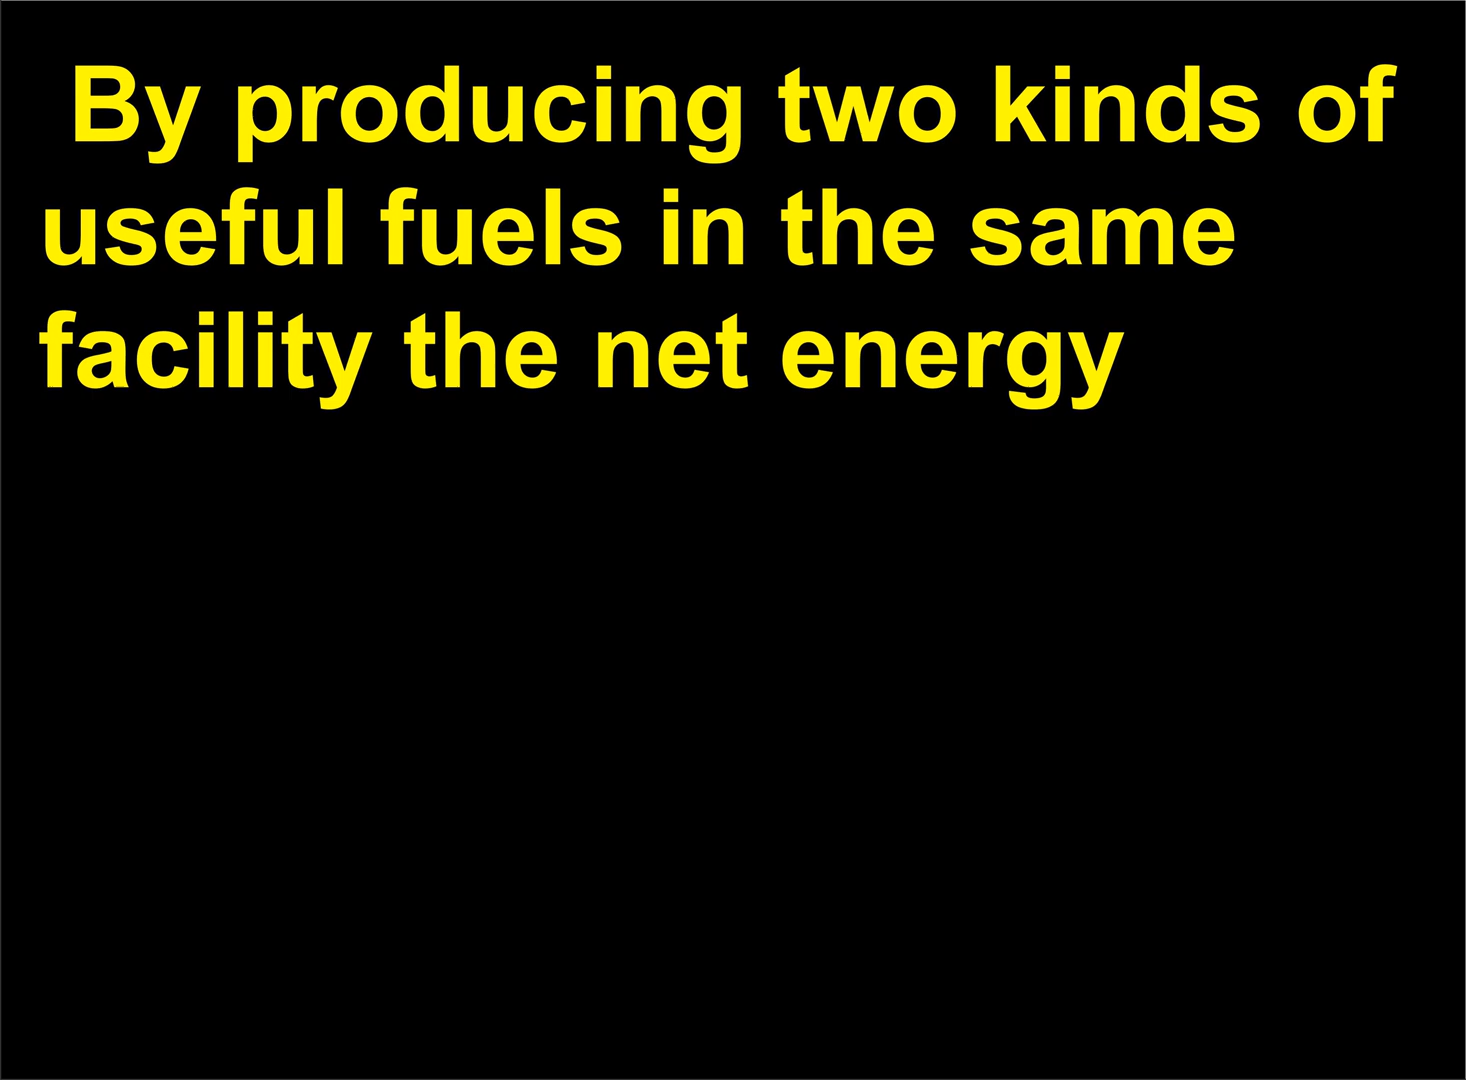 By producing two kinds of
useful fuels in the same
facility the net energy